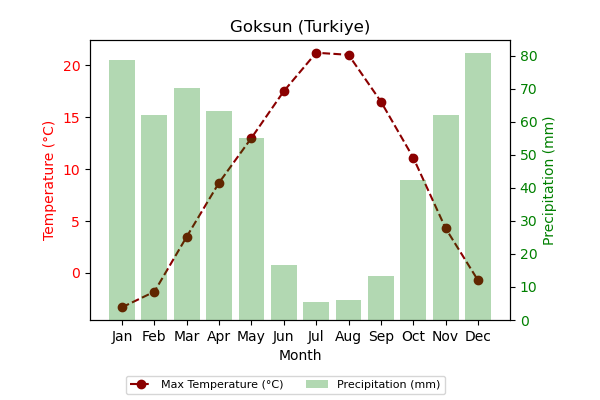 Goksun (Turkiye)
Temperature (°C)
20
15
10
5
0
80
70
60
50
40
30
20
10
0
Precipitation (mm)
Jan Feb Mar Apr May Jun Jul Aug Sep Oct Nov Dec
Month
Max Temperature (°C) Precipitation (mm)